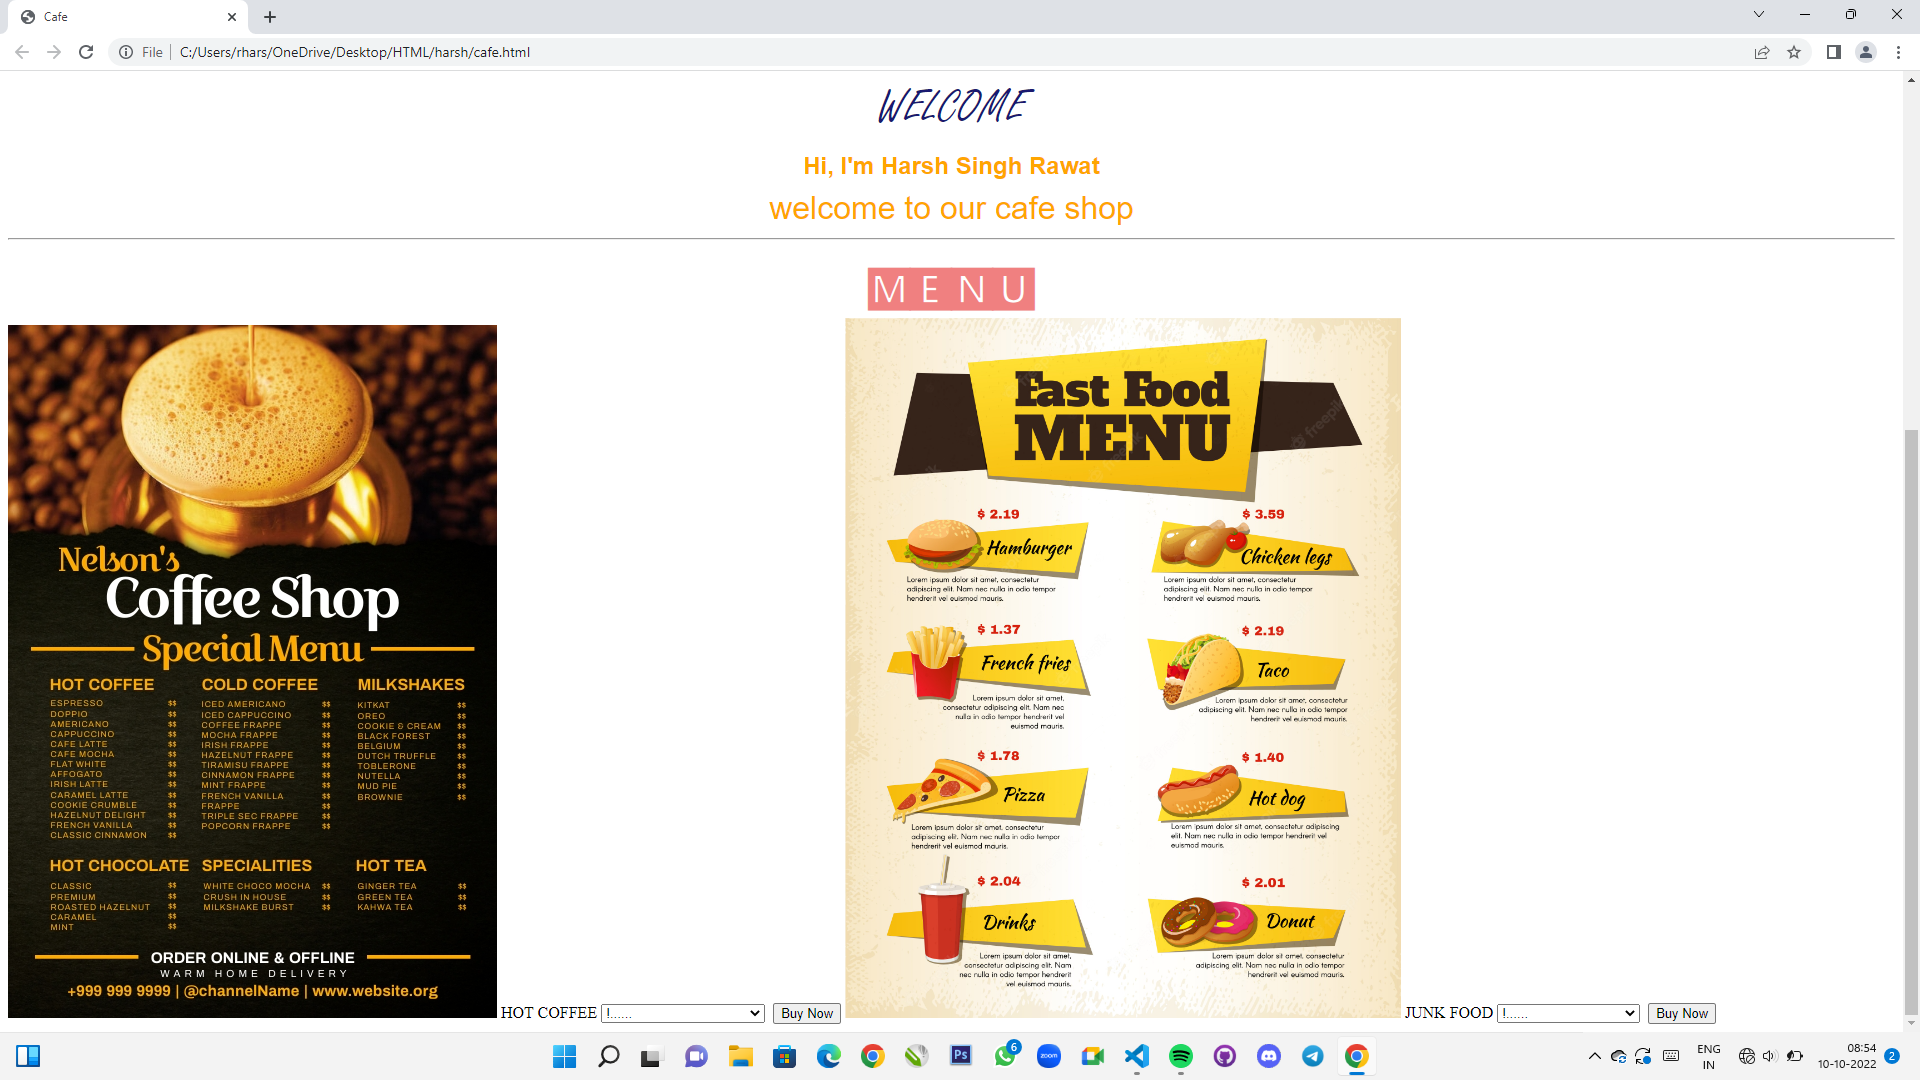 Cafe
File
C:/Users/rhars/OneDrive/Desktop/HTML/harsh/cafe.html
WELCOME
Hi, I'm Harsh Singh Rawat
welcome to our cafe shop
MENU
Nelson's
Coffee Shop
Special Menu
HOT COFFEE
ESPRESSO $$
DOPPIO $$
AMERICANO $$
CAPPUCCINO $$
CAFE LATTE $$
CAFE MOCHA $$
FLAT WHITE $$
AFFOGATO $$
IRISH LATTE $$
CARAMEL LATTE $$
COOKIE CRUMBLE $$
HAZELNUT DELIGHT $$
FRENCH VANILLA $$
CLASSIC CINNAMON $$
COLD COFFEE
ICED AMERICANO $$
ICED CAPPUCCINO $$
COFFEE FRAPPE $$
MOCHA FRAPPE $$
IRISH FRAPPE $$
HAZELNUT FRAPPE $$
TIRAMISU FRAPPE $$
CINNAMON FRAPPE $$
MINT FRAPPE $$
FRENCH VANILLA $$
FRAPPE $$
TRIPLE SEC FRAPPE $$
POPCORN FRAPPE $$
MILKSHAKES
KITKAT $$
OREO $$
COOKIE & CREAM $$
BLACK FOREST $$
BELGIUM $$
DUTCH TRUFFLE $$
TOBLERONE $$
NUTELLA $$
MUD PIE $$
BROWNIE $$
HOT CHOCOLATE
CLASSIC $$
PREMIUM $$
ROASTED HAZELNUT $$
CARAMEL $$
MINT $$
SPECIALITIES
WHITE CHOCO MOCHA $$
CRUSH IN HOUSE $$
MILKSHAKE BURST $$
HOT TEA
GINGER TEA $$
GREEN TEA $$
KAHWA TEA $$
ORDER ONLINE & OFFLINE
WARM HOME DELIVERY
+999 999 9999 | @channelName | www.website.org
HOT COFFEE !...... Buy Now
Fast Food
MENU
freepik
$ 2.19
Hamburger
Lorem ipsum dolor sit amet, consectetur
adipiscing elit. Nam nec nulla in odio tempor
hendrerit vel euismod mauris.
$ 3.59
Chicken legs
Lorem ipsum dolor sit amet, consectetur
adipiscing elit. Nam nec nulla in odio tempor
hendrerit vel euismod mauris.
$ 1.37
French fries
Lorem ipsum dolor sit amet,
consectetur adipiscing elit. Nam nec
nulla in odio tempor hendrerit vel
euismod mauris.
$ 2.19
Taco
Lorem ipsum dolor sit amet, consectetur
adipiscing elit. Nam nec nulla in odio tempor
hendrerit vel euismod mauris.
$ 1.78
Pizza
Lorem ipsum dolor sit amet, consectetur
adipiscing elit. Nam nec nulla in odio tempor
hendrerit vel euismod mauris.
$ 1.40
Hot dog
Lorem ipsum dolor sit amet, consectetur adipiscing
elit. Nam nec nulla in odio tempor hendrerit vel
euismod mauris.
$ 2.04
Drinks
Lorem ipsum dolor sit amet,
consectetur adipiscing elit. Nam
nec nulla in odio tempor hendrerit
vel euismod mauris.
$ 2.01
Donut
Lorem ipsum dolor sit amet,
consectetur adipiscing elit. Nam nec
nulla in odio tempor hendrerit vel
euismod mauris.
JUNK FOOD !...... Buy Now
Ps
6
zoom
ENG
IN
08:54
10-10-2022
2